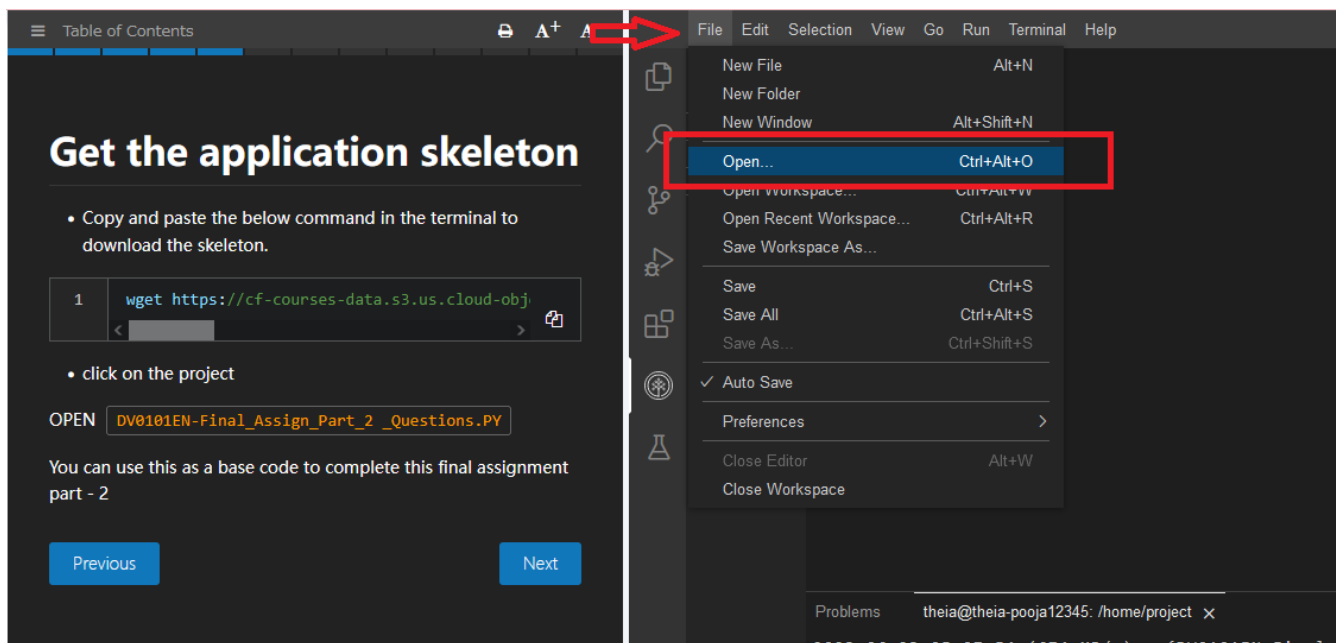 Table of Contents
A+
A
Get the application skeleton
• Copy and paste the below command in the terminal to
download the skeleton.
1 wget https://cf-courses-data.s3.us.cloud-obj
• click on the project
OPEN DV0101EN-Final_Assign_Part_2 _Questions.PY
You can use this as a base code to complete this final assignment
part - 2
Previous
Next
File Edit Selection View Go Run Terminal Help
New File Alt+N
New Folder
New Window Alt+Shift+N
Open... Ctrl+Alt+O
Open Workspace... Ctrl+Alt+W
Open Recent Workspace... Ctrl+Alt+R
Save Workspace As...
Save Ctrl+S
Save All Ctrl+Alt+S
Save As... Ctrl+Shift+S
✓ Auto Save
Preferences
Close Editor Alt+W
Close Workspace
Problems theia@theia-pooja12345: /home/project ×